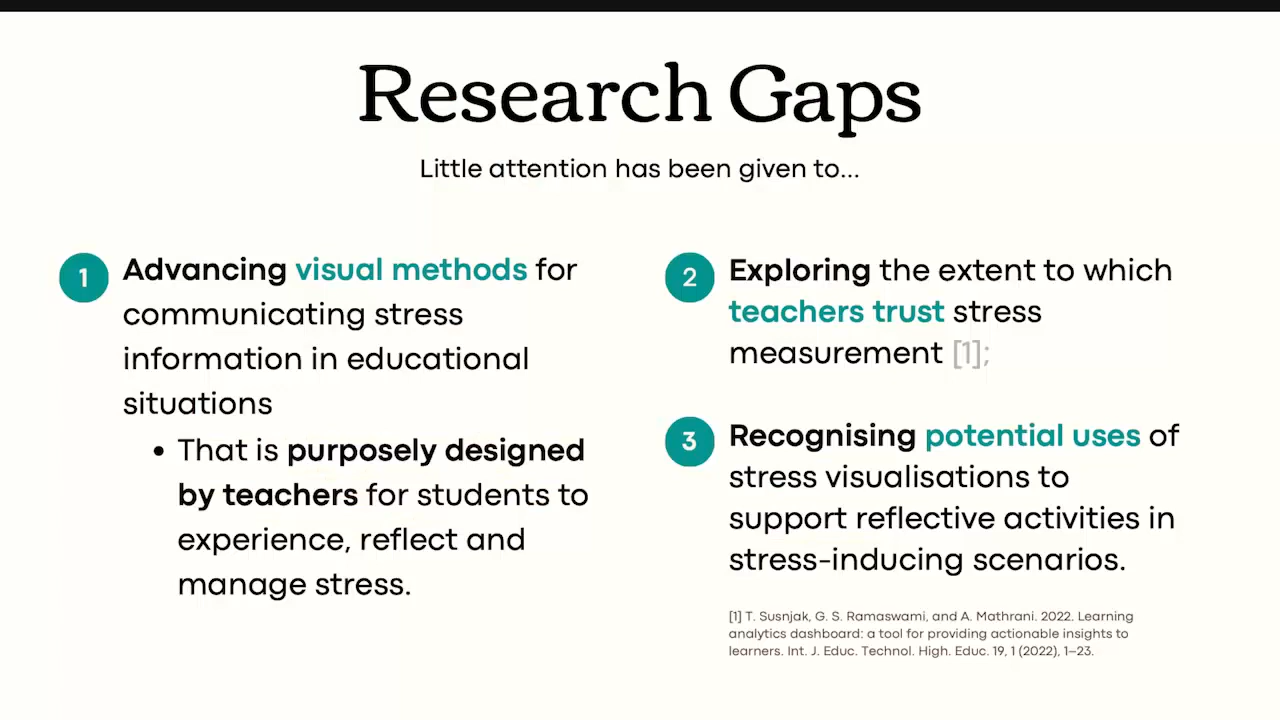 Research Gaps
Little attention has been given to...
1
Advancing visual methods for
communicating stress
information in educational
situations
• That is purposely designed
by teachers for students to
experience, reflect and
manage stress.
2
Exploring the extent to which
teachers trust stress
measurement [1];
3
Recognising potential uses of
stress visualisations to
support reflective activities in
stress-inducing scenarios.
[1] T. Susnjak, G. S. Ramaswami, and A. Mathrani. 2022. Learning
analytics dashboard: a tool for providing actionable insights to
learners. Int. J. Educ. Technol. High. Educ. 19, 1 (2022), 1–23.